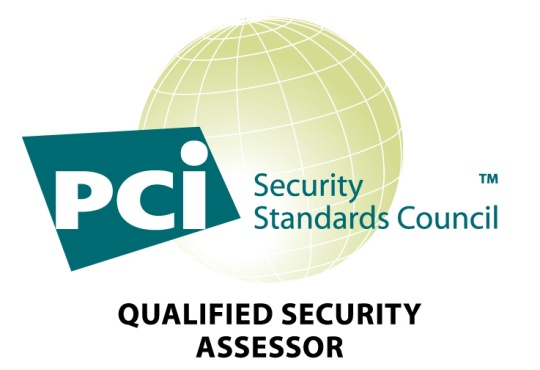 PCi
Security ™
Standards Council
QUALIFIED SECURITY
ASSESSOR